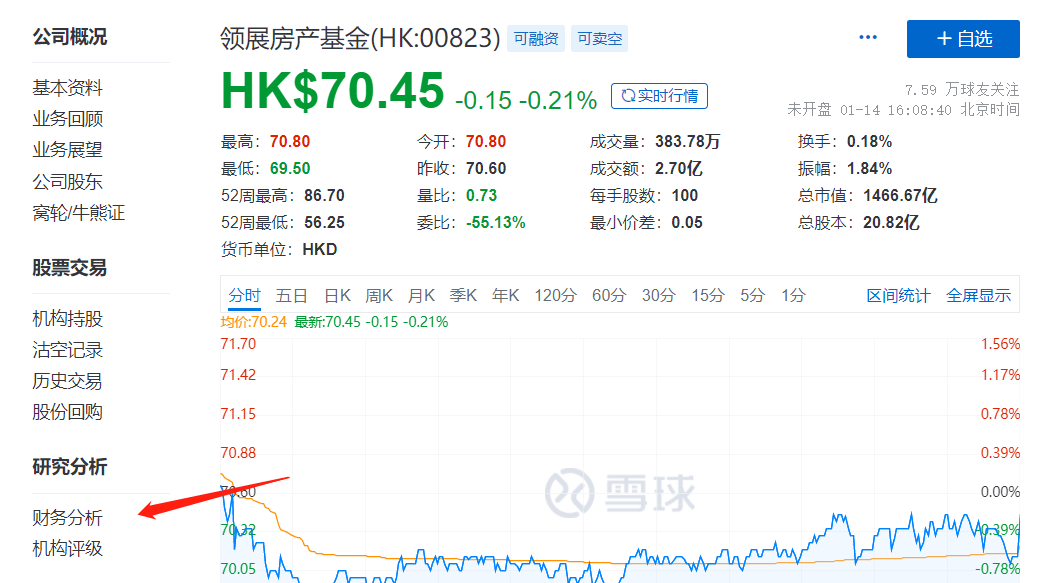 公司概况
基本资料
业务回顾
业务展望
公司股东
窝轮/牛熊证
股票交易
机构持股
沽空记录
历史交易
股份回购
研究分析
财务分析
机构评级
领展房产基金(HK:00823) 可融资 可卖空
... + 自选
HK$70.45 -0.15 -0.21% 实时行情
7.59 万球友关注
未开盘 01-14 16:08:40 北京时间
最高: 70.80 今开: 70.80 成交量: 383.78万 换手: 0.18%
最低: 69.50 昨收: 70.60 成交额: 2.70亿 振幅: 1.84%
52周最高: 86.70 量比: 0.73 每手股数: 100 总市值: 1466.67亿
52周最低: 56.25 委比: -55.13% 最小价差: 0.05 总股本: 20.82亿
货币单位: HKD
分时 五日 日K 周K 月K 季K 年K 120分 60分 30分 15分 5分 1分 区间统计 全屏显示
均价:70.24 最新:70.45 -0.15 -0.21%
71.70 1.56%
71.42 1.17%
71.15 0.78%
70.88 0.39%
70.60 0.00%
雪球
70.32 -0.39%
70.05 -0.78%